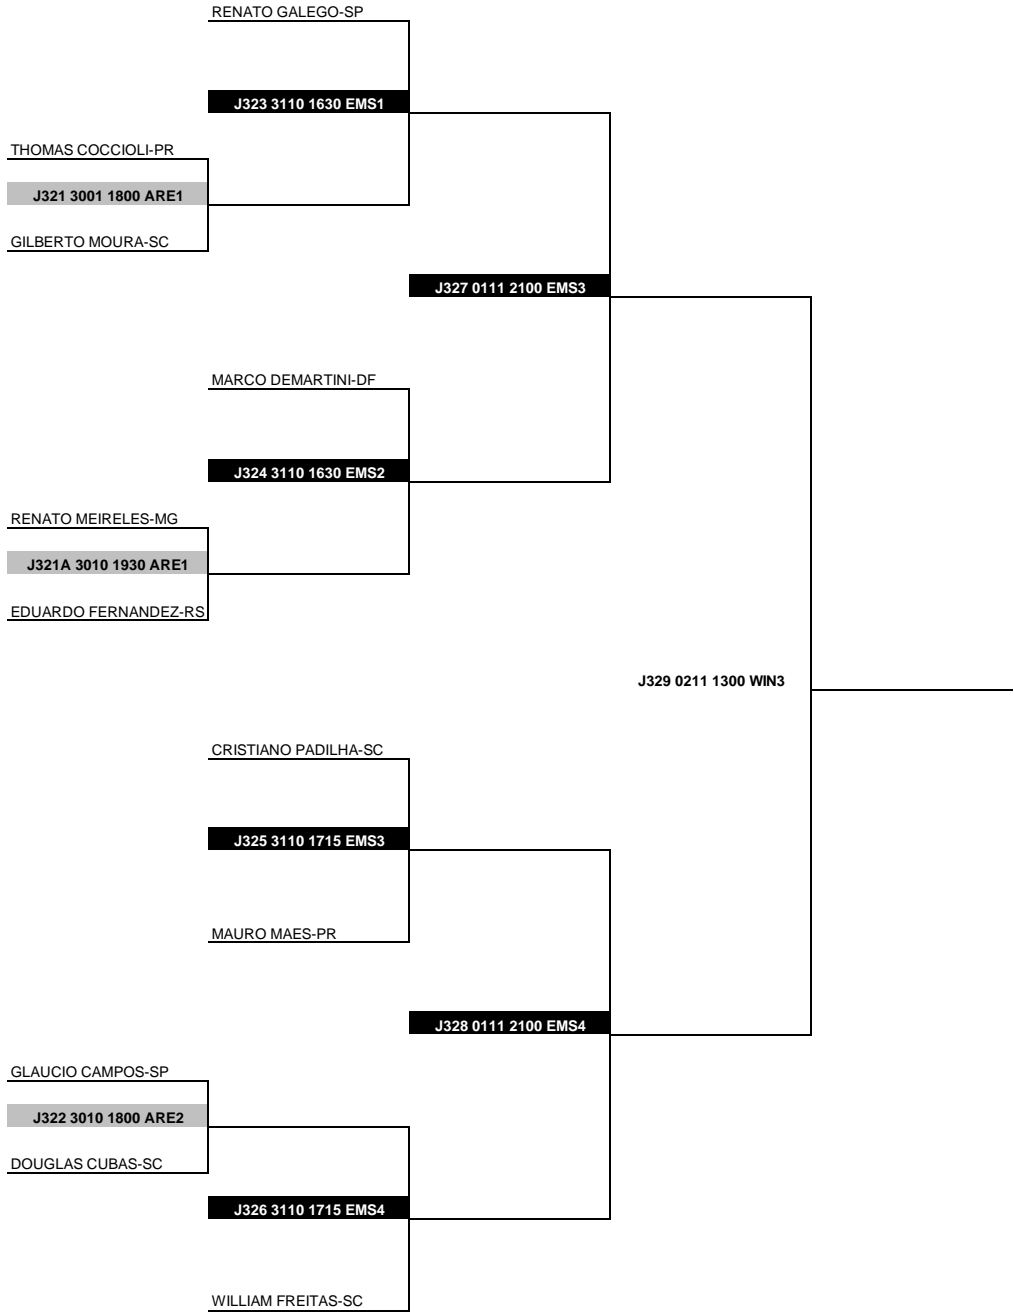 RENATO GALEGO-SP
J323 3110 1630 EMS1
THOMAS COCCIOLI-PR
J321 3001 1800 ARE1
GILBERTO MOURA-SC
J327 0111 2100 EMS3
MARCO DEMARTINI-DF
J324 3110 1630 EMS2
RENATO MEIRELES-MG
J321A 3010 1930 ARE1
EDUARDO FERNANDEZ-RS
J329 0211 1300 WIN3
CRISTIANO PADILHA-SC
J325 3110 1715 EMS3
MAURO MAES-PR
J328 0111 2100 EMS4
GLAUCIO CAMPOS-SP
J322 3010 1800 ARE2
DOUGLAS CUBAS-SC
J326 3110 1715 EMS4
WILLIAM FREITAS-SC